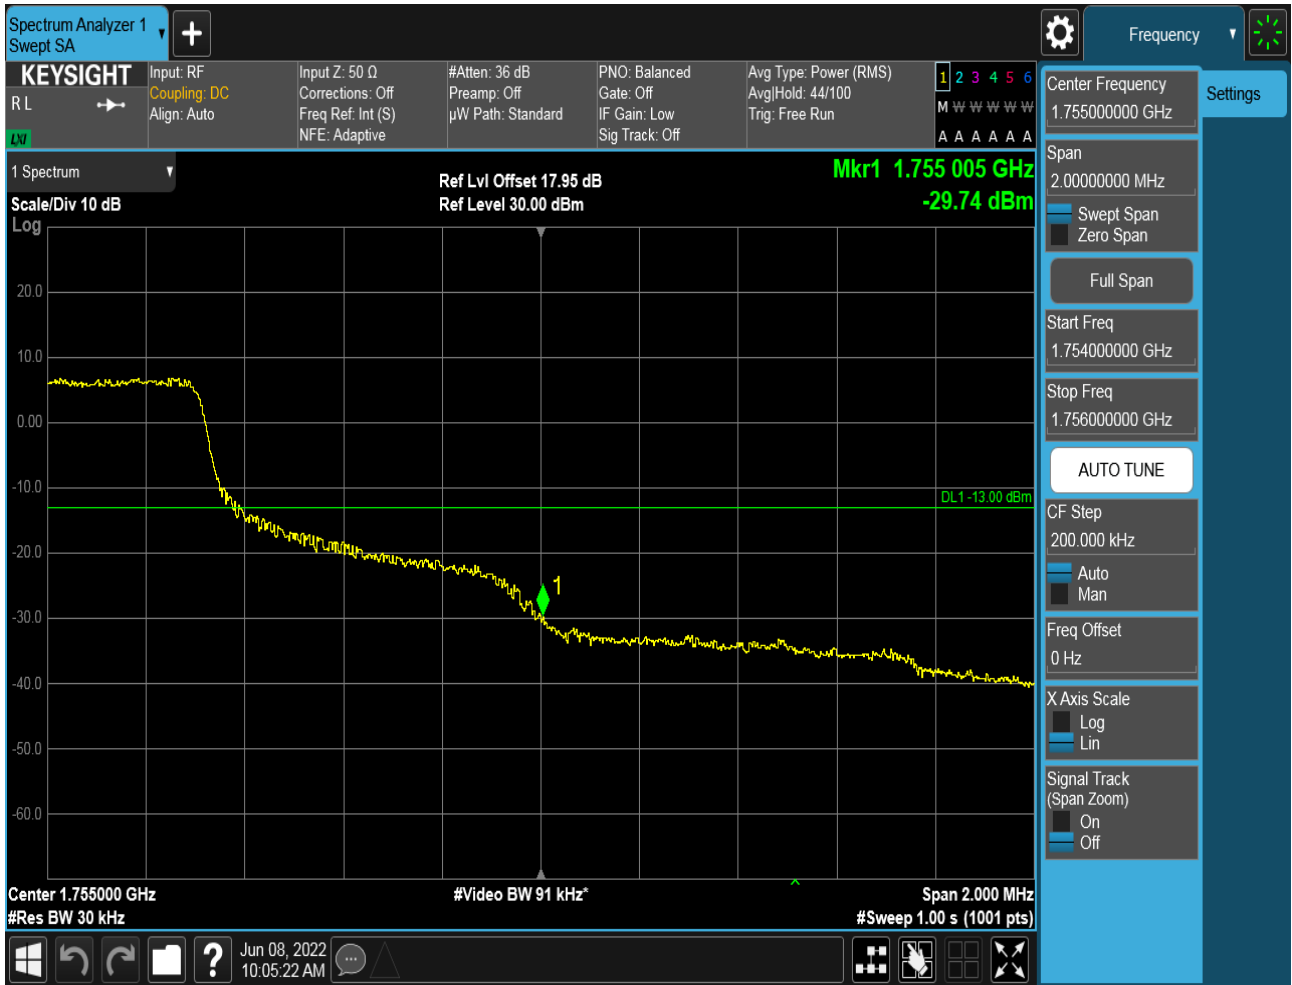 Spectrum Analyzer 1
Swept SA
Frequency
KEYSIGHT
R L
LXI
Input: RF
Coupling: DC
Align: Auto
Input Z: 50 Ω
Corrections: Off
Freq Ref: Int (S)
NFE: Adaptive
#Atten: 36 dB
Preamp: Off
µW Path: Standard
PNO: Balanced
Gate: Off
IF Gain: Low
Sig Track: Off
Avg Type: Power (RMS)
Avg|Hold: 44/100
Trig: Free Run
1 2 3 4 5 6
M W W W W W
A A A A A A
1 Spectrum
Scale/Div 10 dB
Log
Ref Lvl Offset 17.95 dB
Ref Level 30.00 dBm
Mkr1 1.755 005 GHz
-29.74 dBm
20.0
10.0
0.00
-10.0
-20.0
-30.0
-40.0
-50.0
-60.0
DL1 -13.00 dBm
1
Center 1.755000 GHz
#Res BW 30 kHz
#Video BW 91 kHz*
Span 2.000 MHz
#Sweep 1.00 s (1001 pts)
Jun 08, 2022
10:05:22 AM
?
Center Frequency
1.755000000 GHz
Settings
Span
2.00000000 MHz
Swept Span
Zero Span
Full Span
Start Freq
1.754000000 GHz
Stop Freq
1.756000000 GHz
AUTO TUNE
CF Step
200.000 kHz
Auto
Man
Freq Offset
0 Hz
X Axis Scale
Log
Lin
Signal Track
(Span Zoom)
On
Off